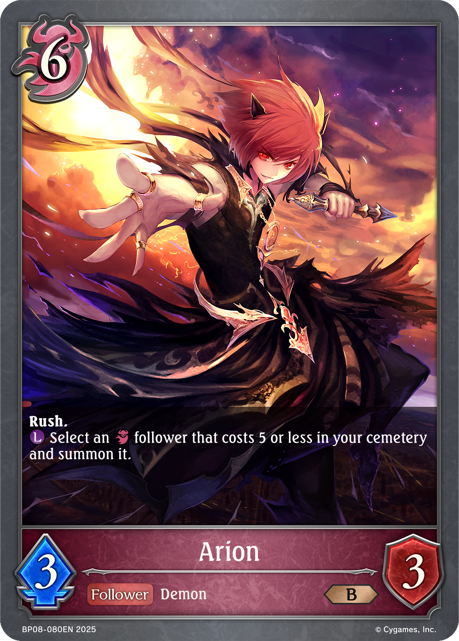 6
Rush.
L Select an follower that costs 5 or less in your cemetery
and summon it.
Arion
3
Follower Demon
B
3
BP08-080EN 2025
© Cygames, Inc.